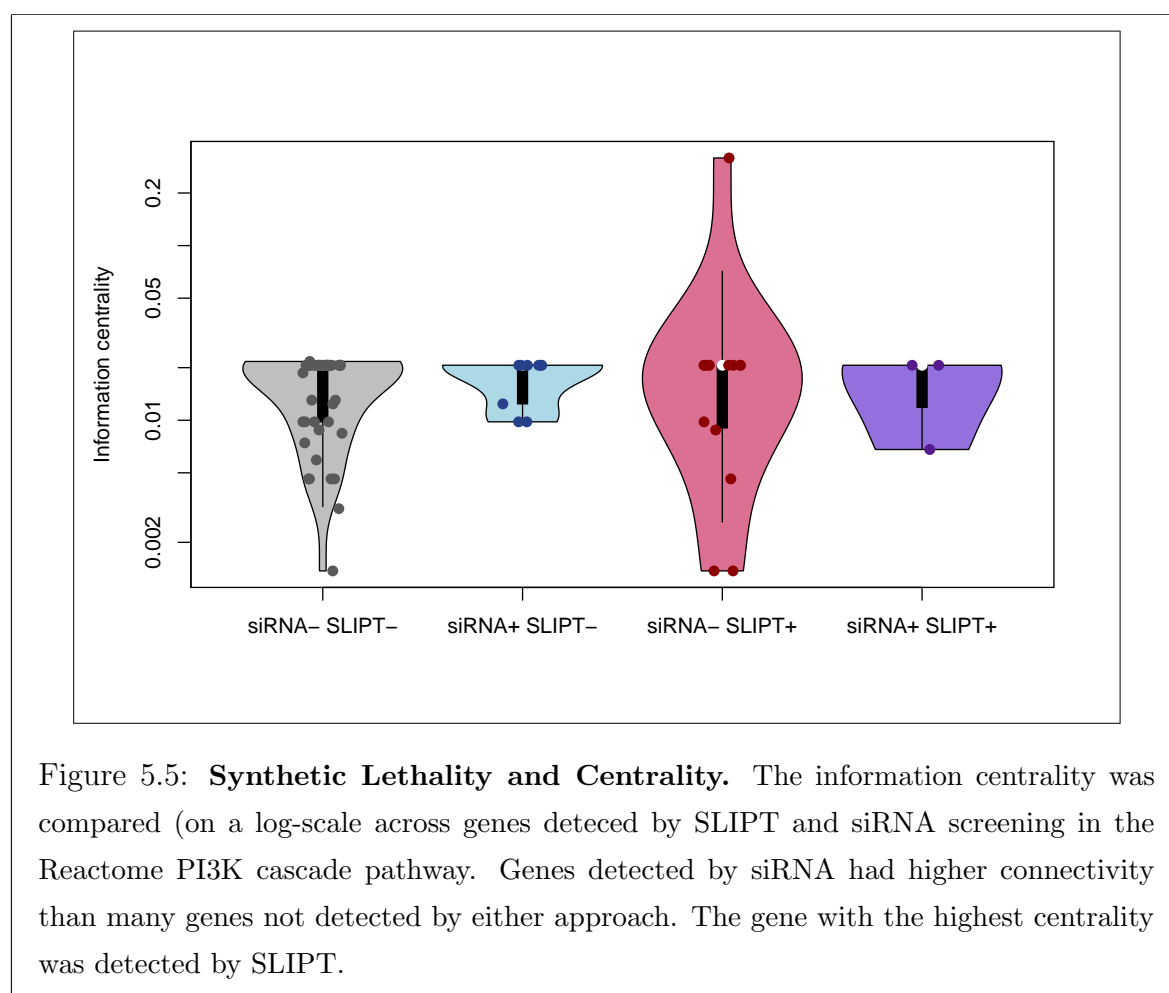 0.2
0.05
0.01
0.002
Information centrality
siRNA− SLIPT−
siRNA+ SLIPT−
siRNA− SLIPT+
siRNA+ SLIPT+
Figure 5.5: Synthetic Lethality and Centrality. The information centrality was
compared (on a log-scale across genes deteced by SLIPT and siRNA screening in the
Reactome PI3K cascade pathway. Genes detected by siRNA had higher connectivity
than many genes not detected by either approach. The gene with the highest centrality
was detected by SLIPT.